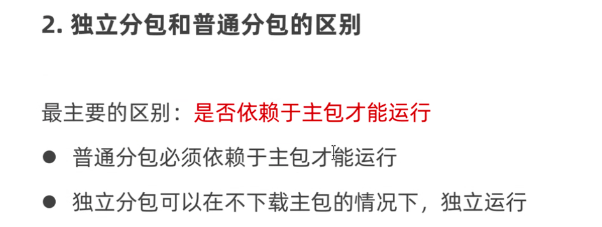 2. 独立分包和普通分包的区别
最主要的区别：是否依赖于主包才能运行
● 普通分包必须依赖于主包才能运行
● 独立分包可以在不下载主包的情况下，独立运行